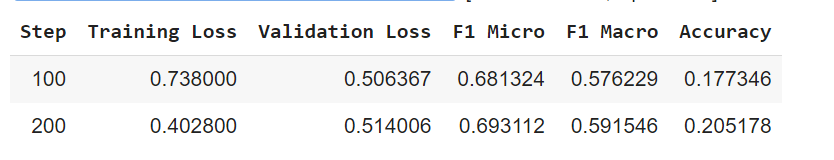 Step Training Loss Validation Loss F1 Micro F1 Macro Accuracy
100 0.738000 0.506367 0.681324 0.576229 0.177346
200 0.402800 0.514006 0.693112 0.591546 0.205178